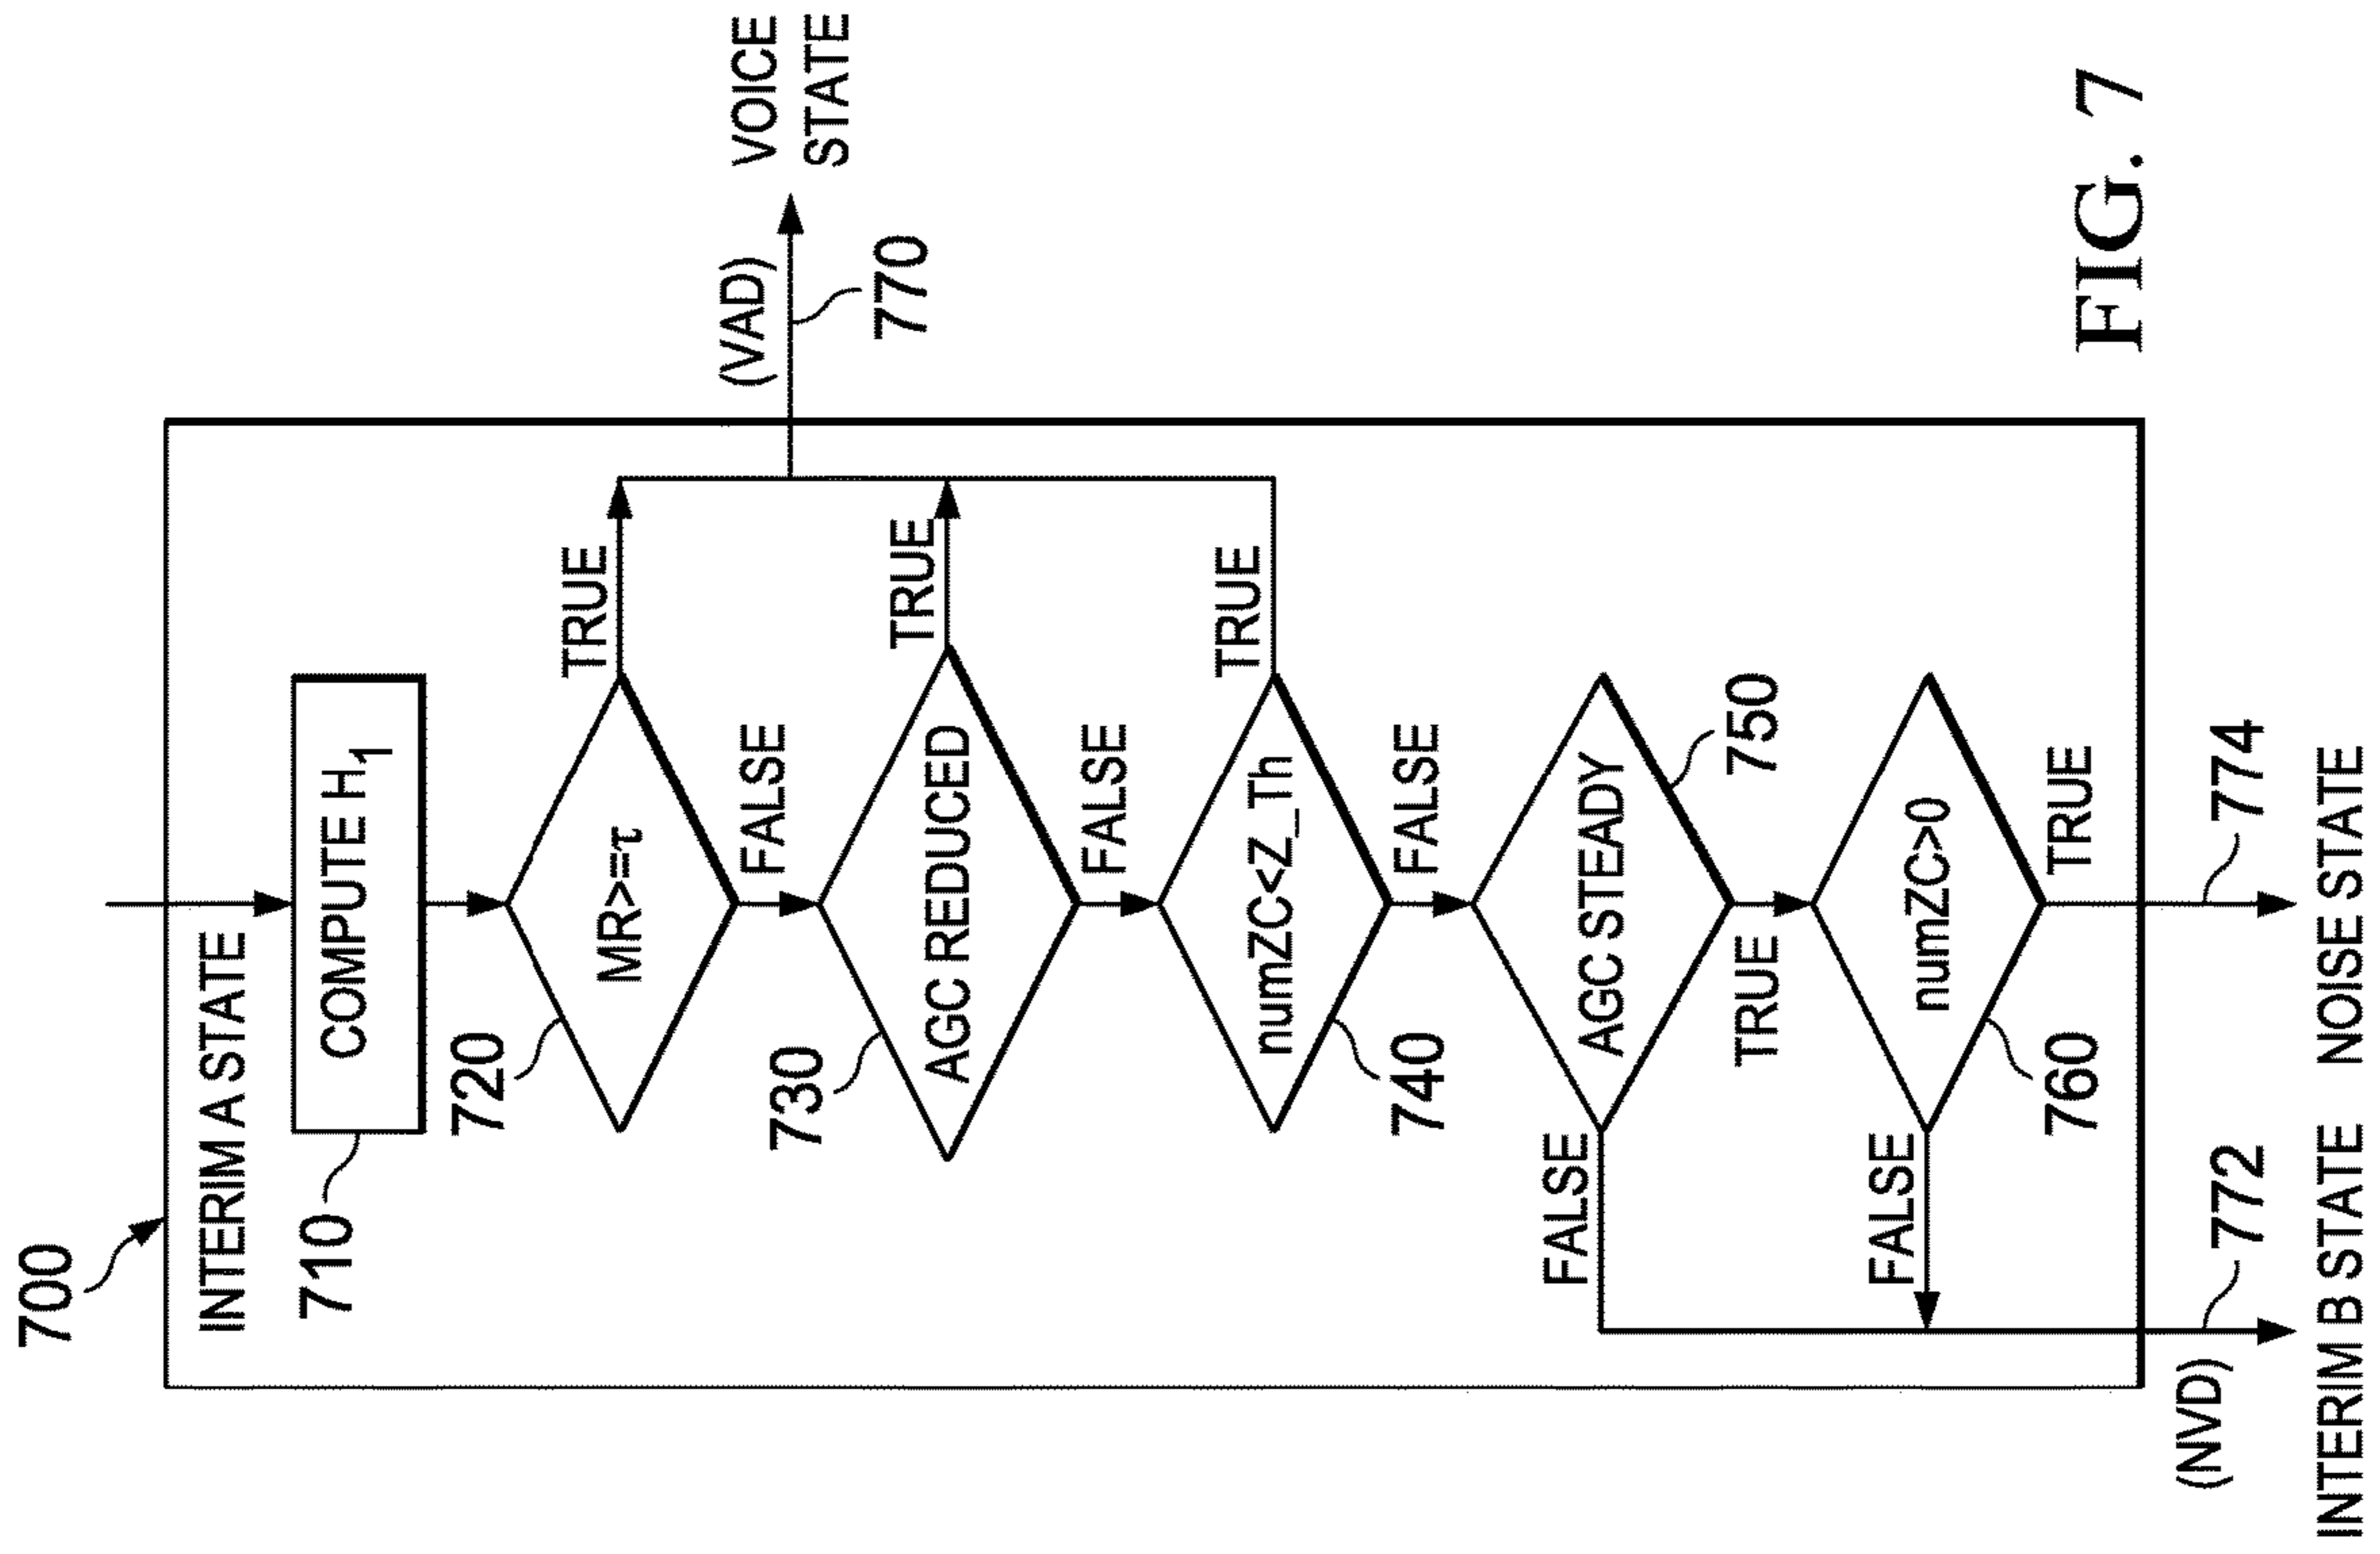 700
INTERIM A STATE
710
COMPUTE H1
720
MR>=τ
TRUE
FALSE
730
AGC REDUCED
TRUE
(VAD)
770
VOICE
STATE
FALSE
numZC<Z_Th
740
TRUE
FALSE
AGC STEADY
750
FALSE
TRUE
numZC>0
760
FALSE
TRUE
(NVD)
772
774
INTERIM B STATE
NOISE STATE
FIG. 7